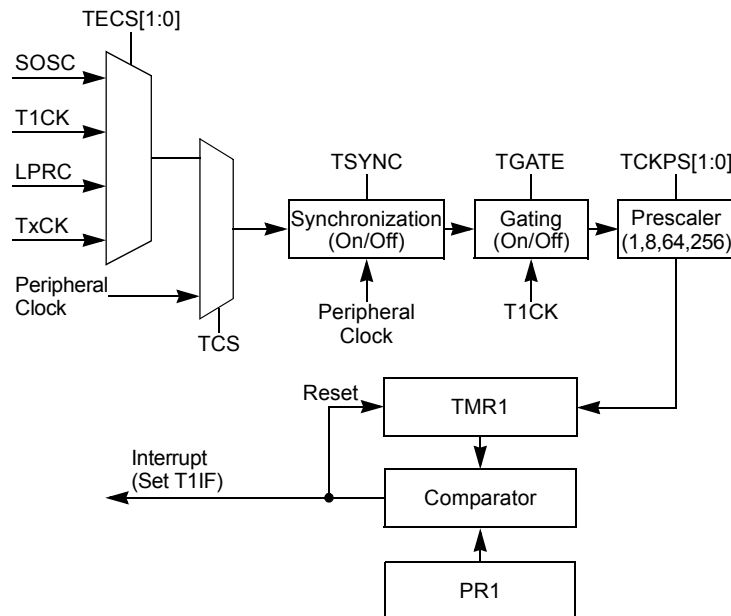 TECS[1:0]
SOSC
T1CK
LPRC
TxCK
Peripheral
Clock
TCS
TSYNC
Synchronization
(On/Off)
Peripheral
Clock
TGATE
Gating
(On/Off)
T1CK
TCKPS[1:0]
Prescaler
(1,8,64,256)
Reset
TMR1
Interrupt
(Set T1IF)
Comparator
PR1